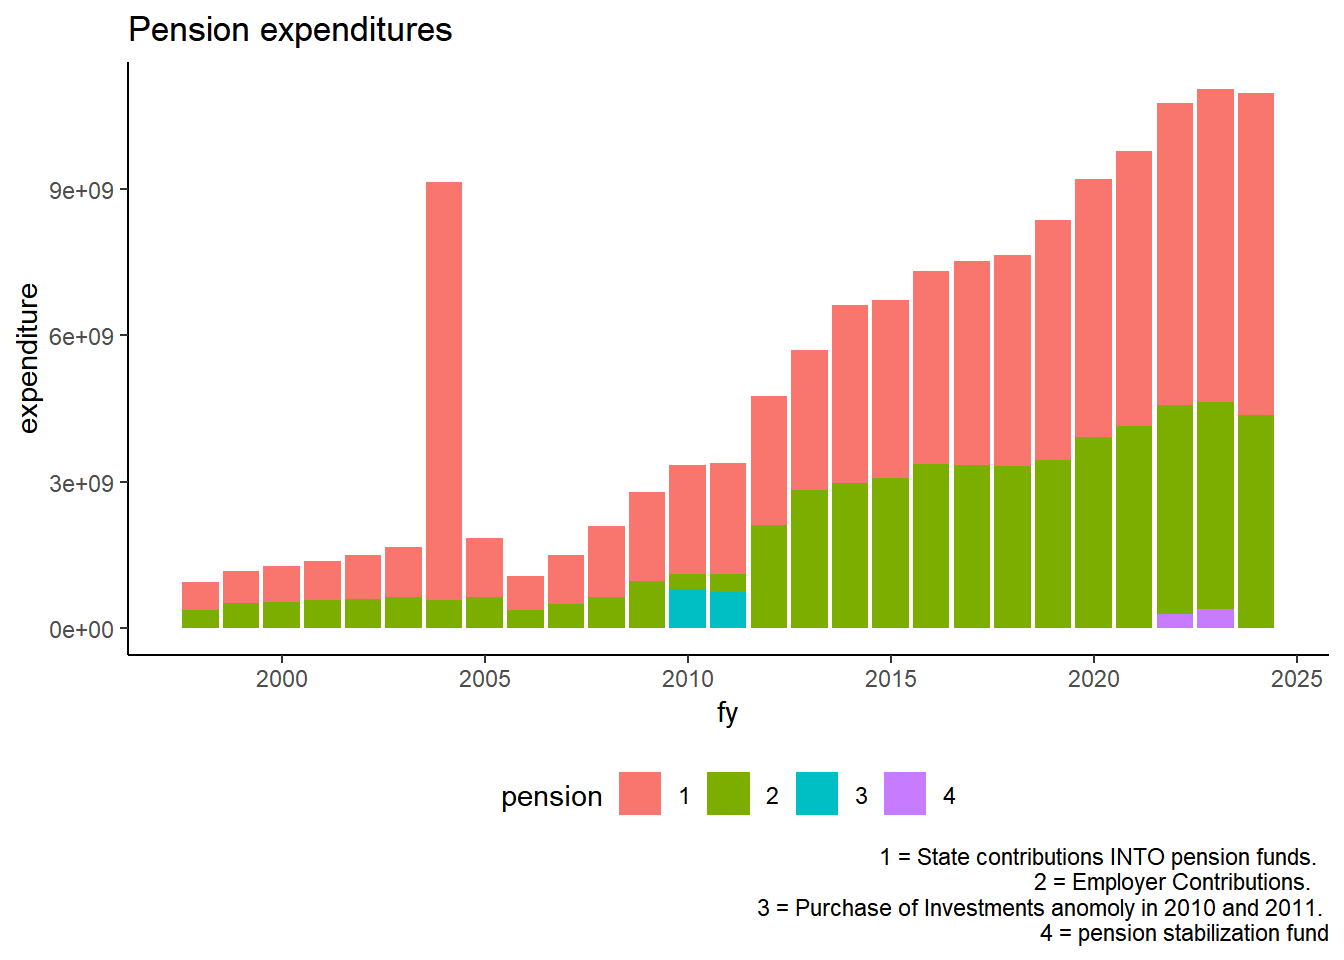 Pension expenditures
expenditure
9e+09
6e+09
3e+09
0e+00
2000 2005 2010 2015 2020 2025
fy
pension 1 2 3 4
1 = State contributions INTO pension funds.
2 = Employer Contributions.
3 = Purchase of Investments anomoly in 2010 and 2011.
4 = pension stabilization fund